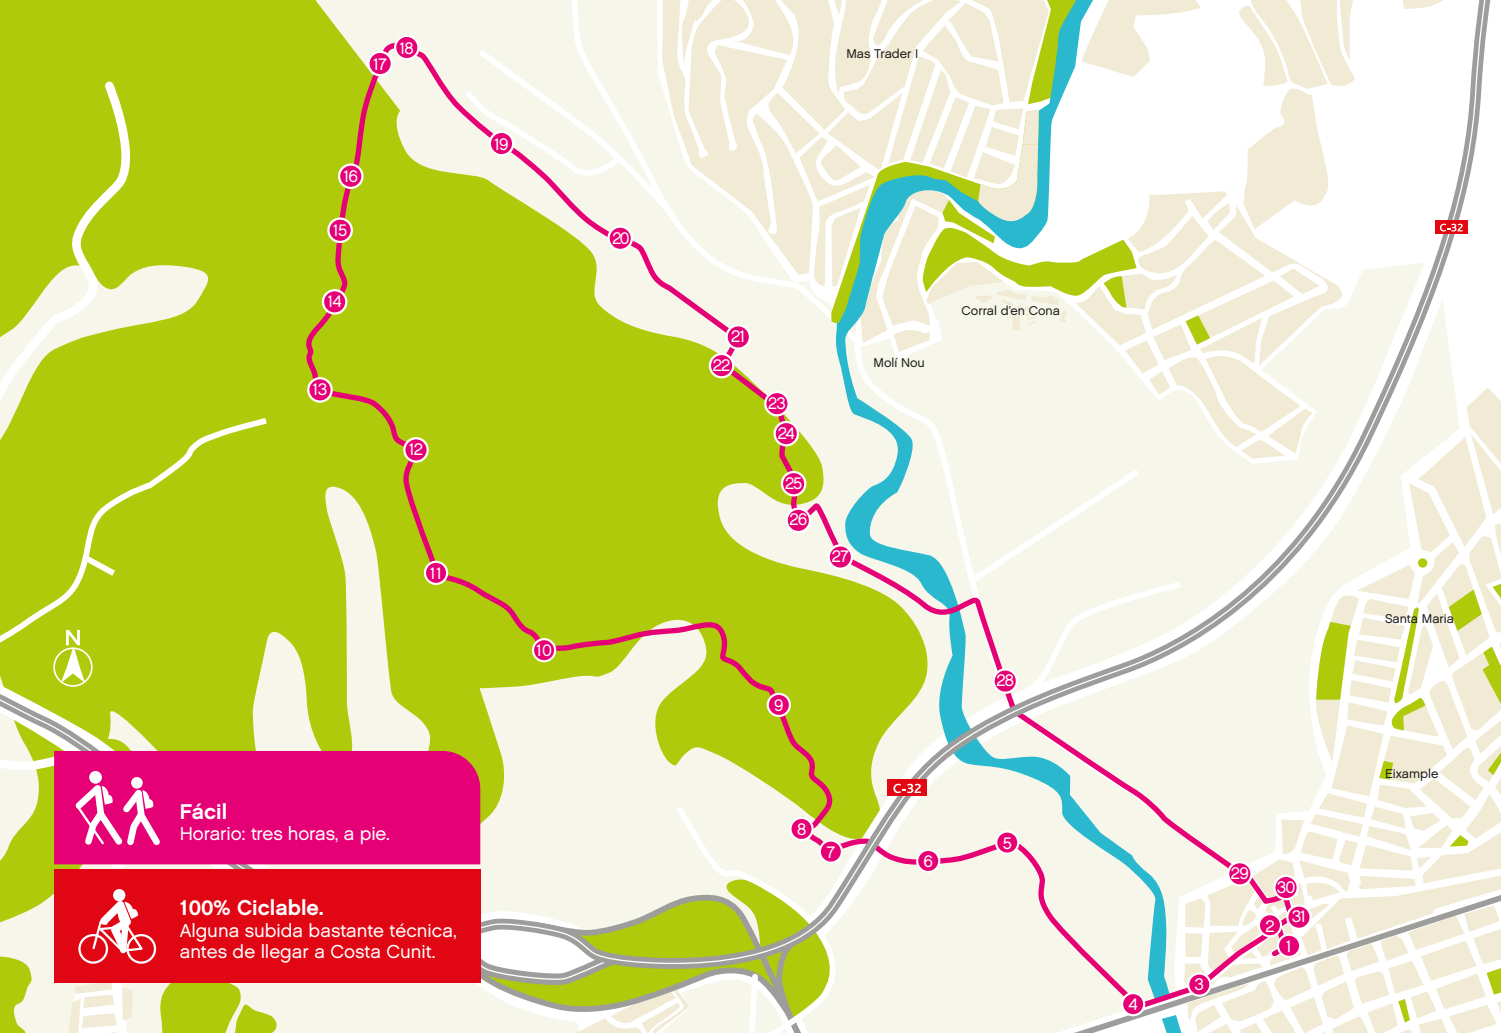 18
17
Mas Trader I
19
16
15
20
C-32
14
Corral d'en Cona
21
22
Molí Nou
13
23
24
12
25
26
27
11
Santa Maria
N
10
28
9
Eixample
C-32
Fácil
Horario: tres horas, a pie.
8
7
5
6
29
30
100% Ciclable.
Alguna subida bastante técnica,
antes de llegar a Costa Cunit.
31
2
1
3
4